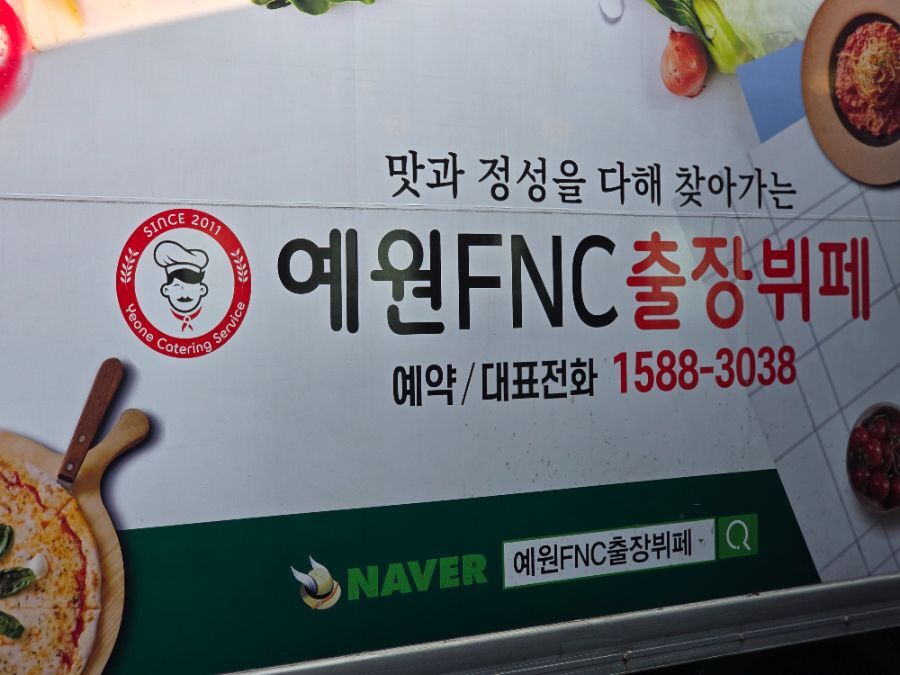 맛과 정성을 다해 찾아가는
SINCE 2011
Yeone Catering Service
예원FNC출장뷔페
예약/대표전화 1588-3038
NAVER 예원FNC출장뷔페